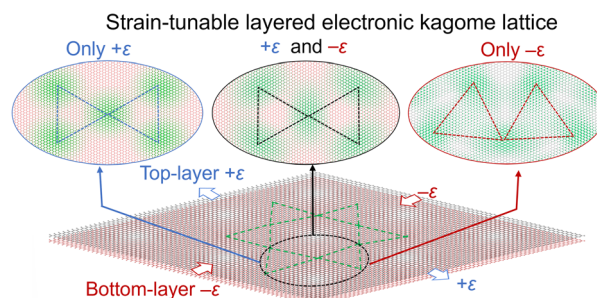 Strain-tunable layered electronic kagome lattice
Only +ε
+ε and –ε
Only –ε
Top-layer +ε
–ε
Bottom-layer –ε
+ε